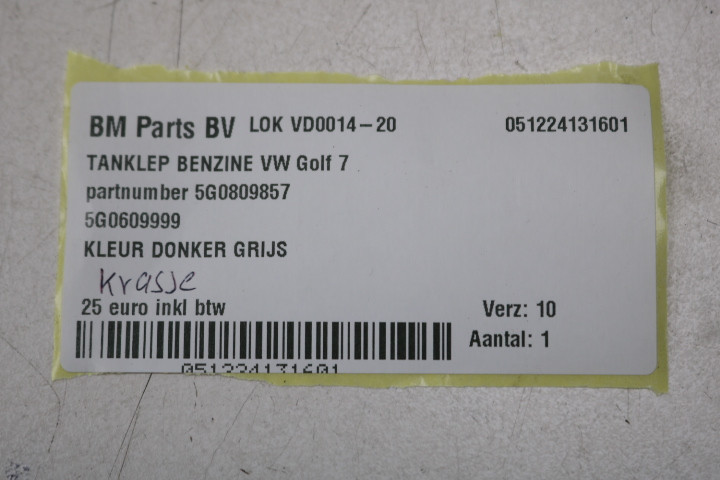 BM Parts BV LOK VD0014-20 051224131601
TANKLEP BENZINE VW Golf 7
partnumber 5G0809857
5G0609999
KLEUR DONKER GRIJS
Krasje
25 euro inkl btw Verz: 10
Aantal: 1
051224131601